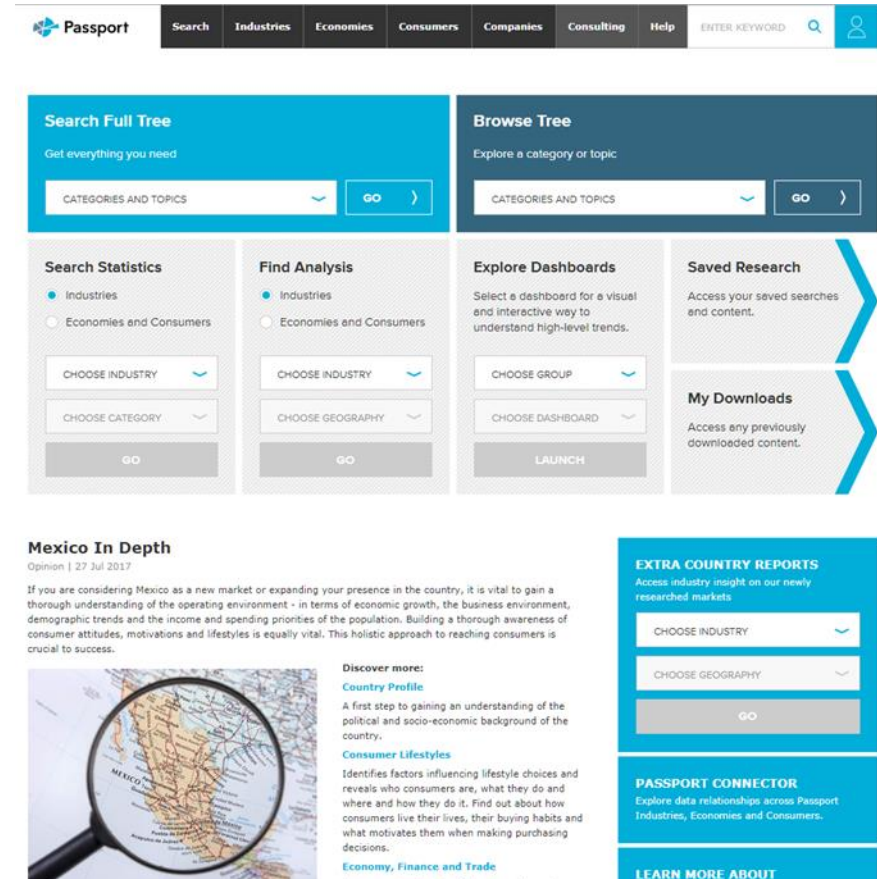 Passport
Search Industries Economies Consumers Companies Consulting Help ENTER KEYWORD
Search Full Tree
Get everything you need
CATEGORIES AND TOPICS GO
Browse Tree
Explore a category or topic
CATEGORIES AND TOPICS GO
Search Statistics
Industries
Economies and Consumers
CHOOSE INDUSTRY
CHOOSE CATEGORY
GO
Find Analysis
Industries
Economies and Consumers
CHOOSE INDUSTRY
CHOOSE GEOGRAPHY
GO
Explore Dashboards
Select a dashboard for a visual
and interactive way to
understand high-level trends.
CHOOSE GROUP
CHOOSE DASHBOARD
LAUNCH
Saved Research
Access your saved searches
and content.
My Downloads
Access any previously
downloaded content.
Mexico In Depth
Opinion | 27 Jul 2017
If you are considering Mexico as a new market or expanding your presence in the country, it is vital to gain a
thorough understanding of the operating environment - in terms of economic growth, the business environment,
demographic trends and the income and spending priorities of the population. Building a thorough awareness of
consumer attitudes, motivations and lifestyles is equally vital. This holistic approach to reaching consumers is
crucial to success.
MEXICO
Discover more:
Country Profile
A first step to gaining an understanding of the
political and socio-economic background of the
country.
Consumer Lifestyles
Identifies factors influencing lifestyle choices and
reveals who consumers are, what they do and
where and how they do it. Find out about how
consumers live their lives, their buying habits and
what motivates them when making purchasing
decisions.
Economy, Finance and Trade
EXTRA COUNTRY REPORTS
Access industry insight on our newly
researched markets
CHOOSE INDUSTRY
CHOOSE GEOGRAPHY
GO
PASSPORT CONNECTOR
Explore data relationships across Passport
Industries, Economies and Consumers.
LEARN MORE ABOUT